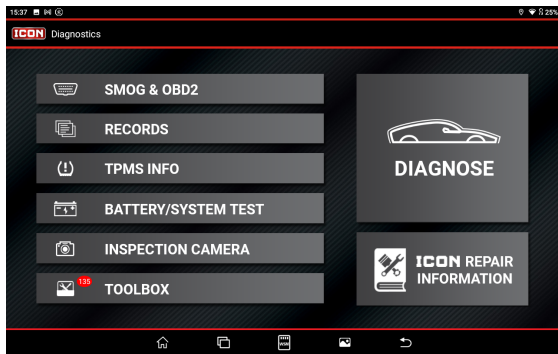 15:37 25%
ICON Diagnostics
SMOG & OBD2
RECORDS
TPMS INFO
BATTERY/SYSTEM TEST
INSPECTION CAMERA
135 TOOLBOX
DIAGNOSE
ICON REPAIR
INFORMATION